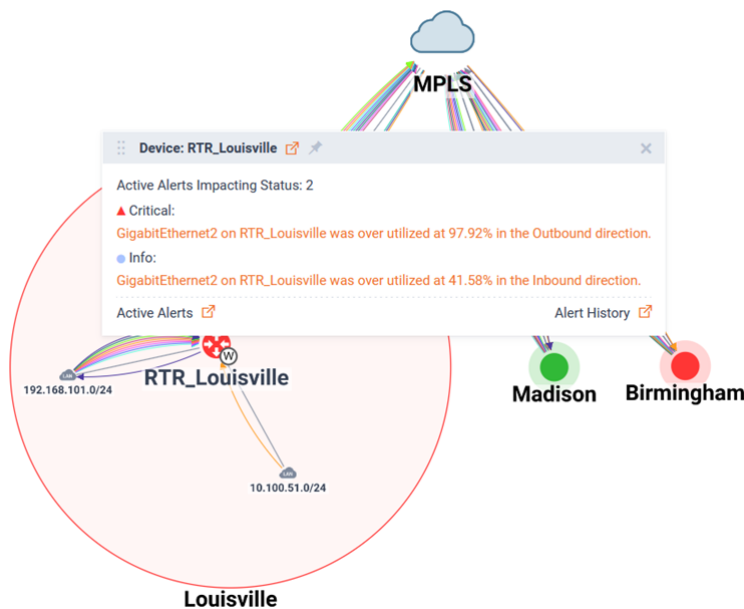 MPLS
Device: RTR_Louisville
Active Alerts Impacting Status: 2
Critical:
GigabitEthernet2 on RTR_Louisville was over utilized at 97.92% in the Outbound direction.
Info:
GigabitEthernet2 on RTR_Louisville was over utilized at 41.58% in the Inbound direction.
Active Alerts
Alert History
W
RTR_Louisville
LAN
192.168.101.0/24
Madison
Birmingham
LAN
10.100.51.0/24
Louisville